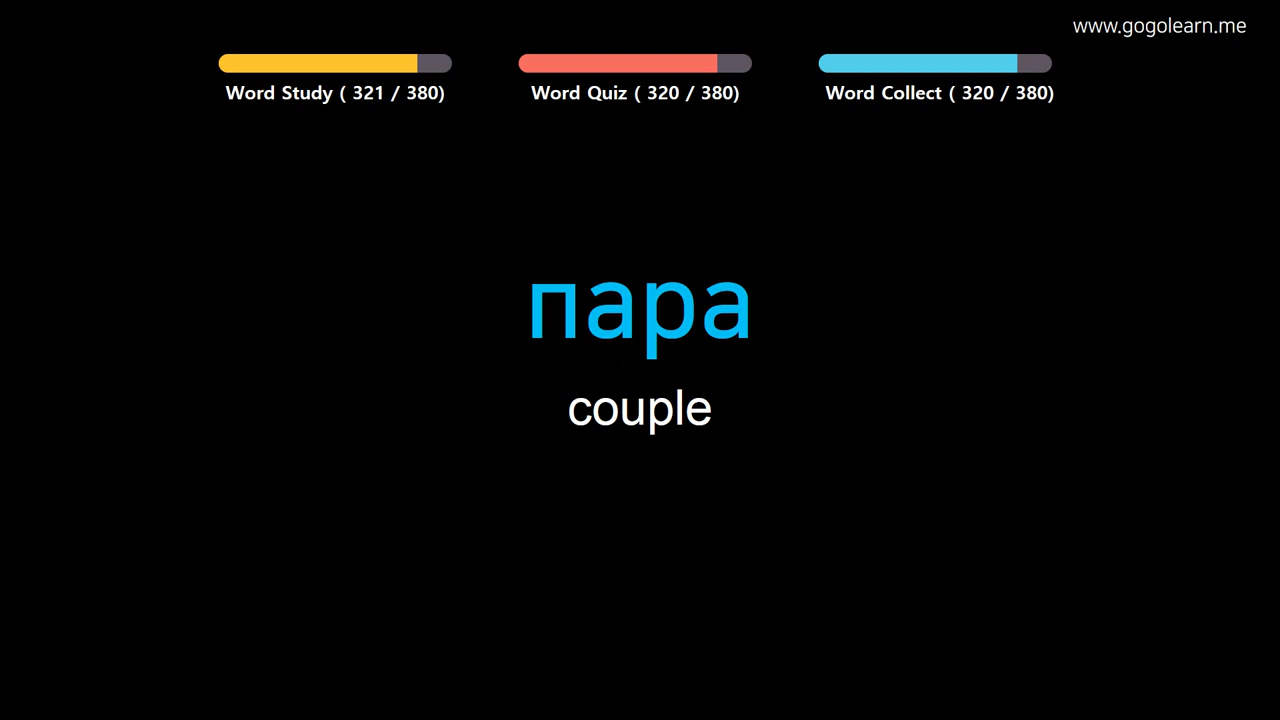 www.gogolearn.me
Word Study ( 321 / 380)
Word Quiz ( 320 / 380)
Word Collect ( 320 / 380)
пара
couple